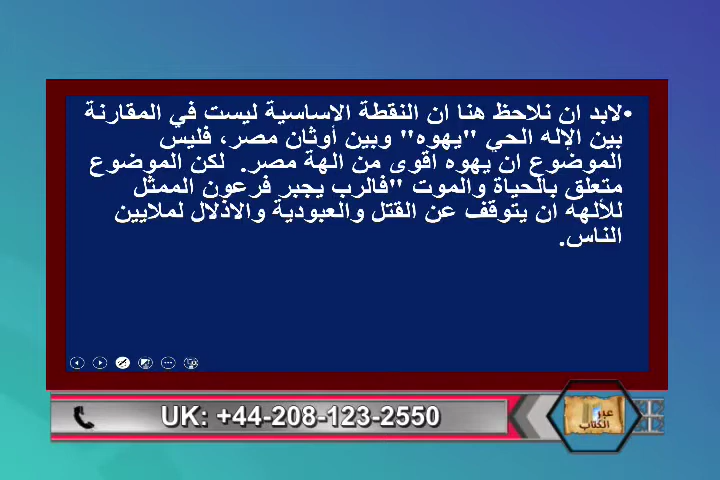 •لابد ان نلاحظ هنا ان النقطة الاساسية ليست في المقارنة
بين الإله الحي "يهوه" وبين أوثان مصر، فليس
الموضوع ان يهوه اقوى من الهة مصر. لكن الموضوع
متعلق بالحياة والموت "فالرب يجبر فرعون الممثل
للألهه ان يتوقف عن القتل والعبودية والاذلال لملايين
الناس.
UK: +44-208-123-2550
عبر
الكتاب